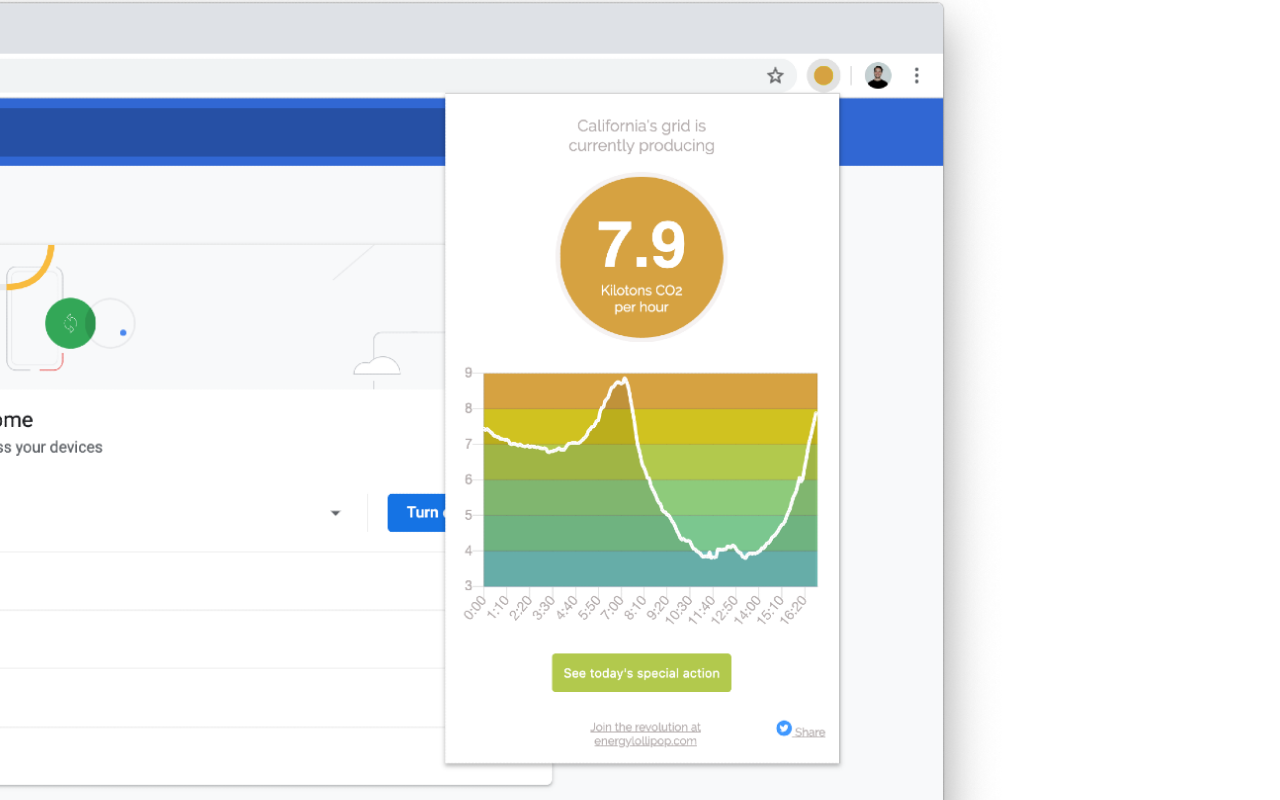 California's grid is
currently producing
7.9
Kilotons CO2
per hour
ome
ss your devices
Turn
9
8
7
6
5
4
3
0:00 1:10 2:20 3:30 4:40 5:50 7:00 8:10 9:20 10:30 11:40 12:50 14:00 15:10 16:20
See today's special action
Join the revolution at
energylollipop.com
Share